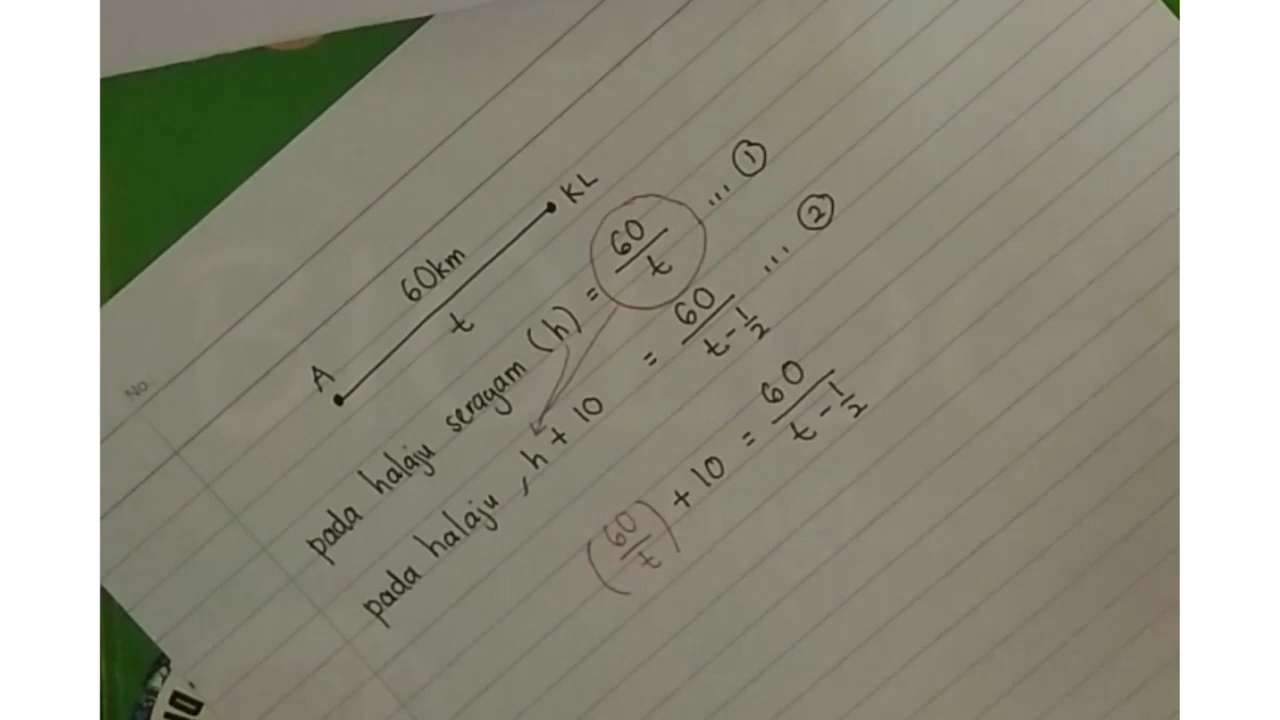 No.
A 60km KL
t
pada halaju seragam (h) = 60/t ... ①
pada halaju, h + 10 = 60/(t - 1/2) ... ②
(60/t) + 10 = 60/(t - 1/2)